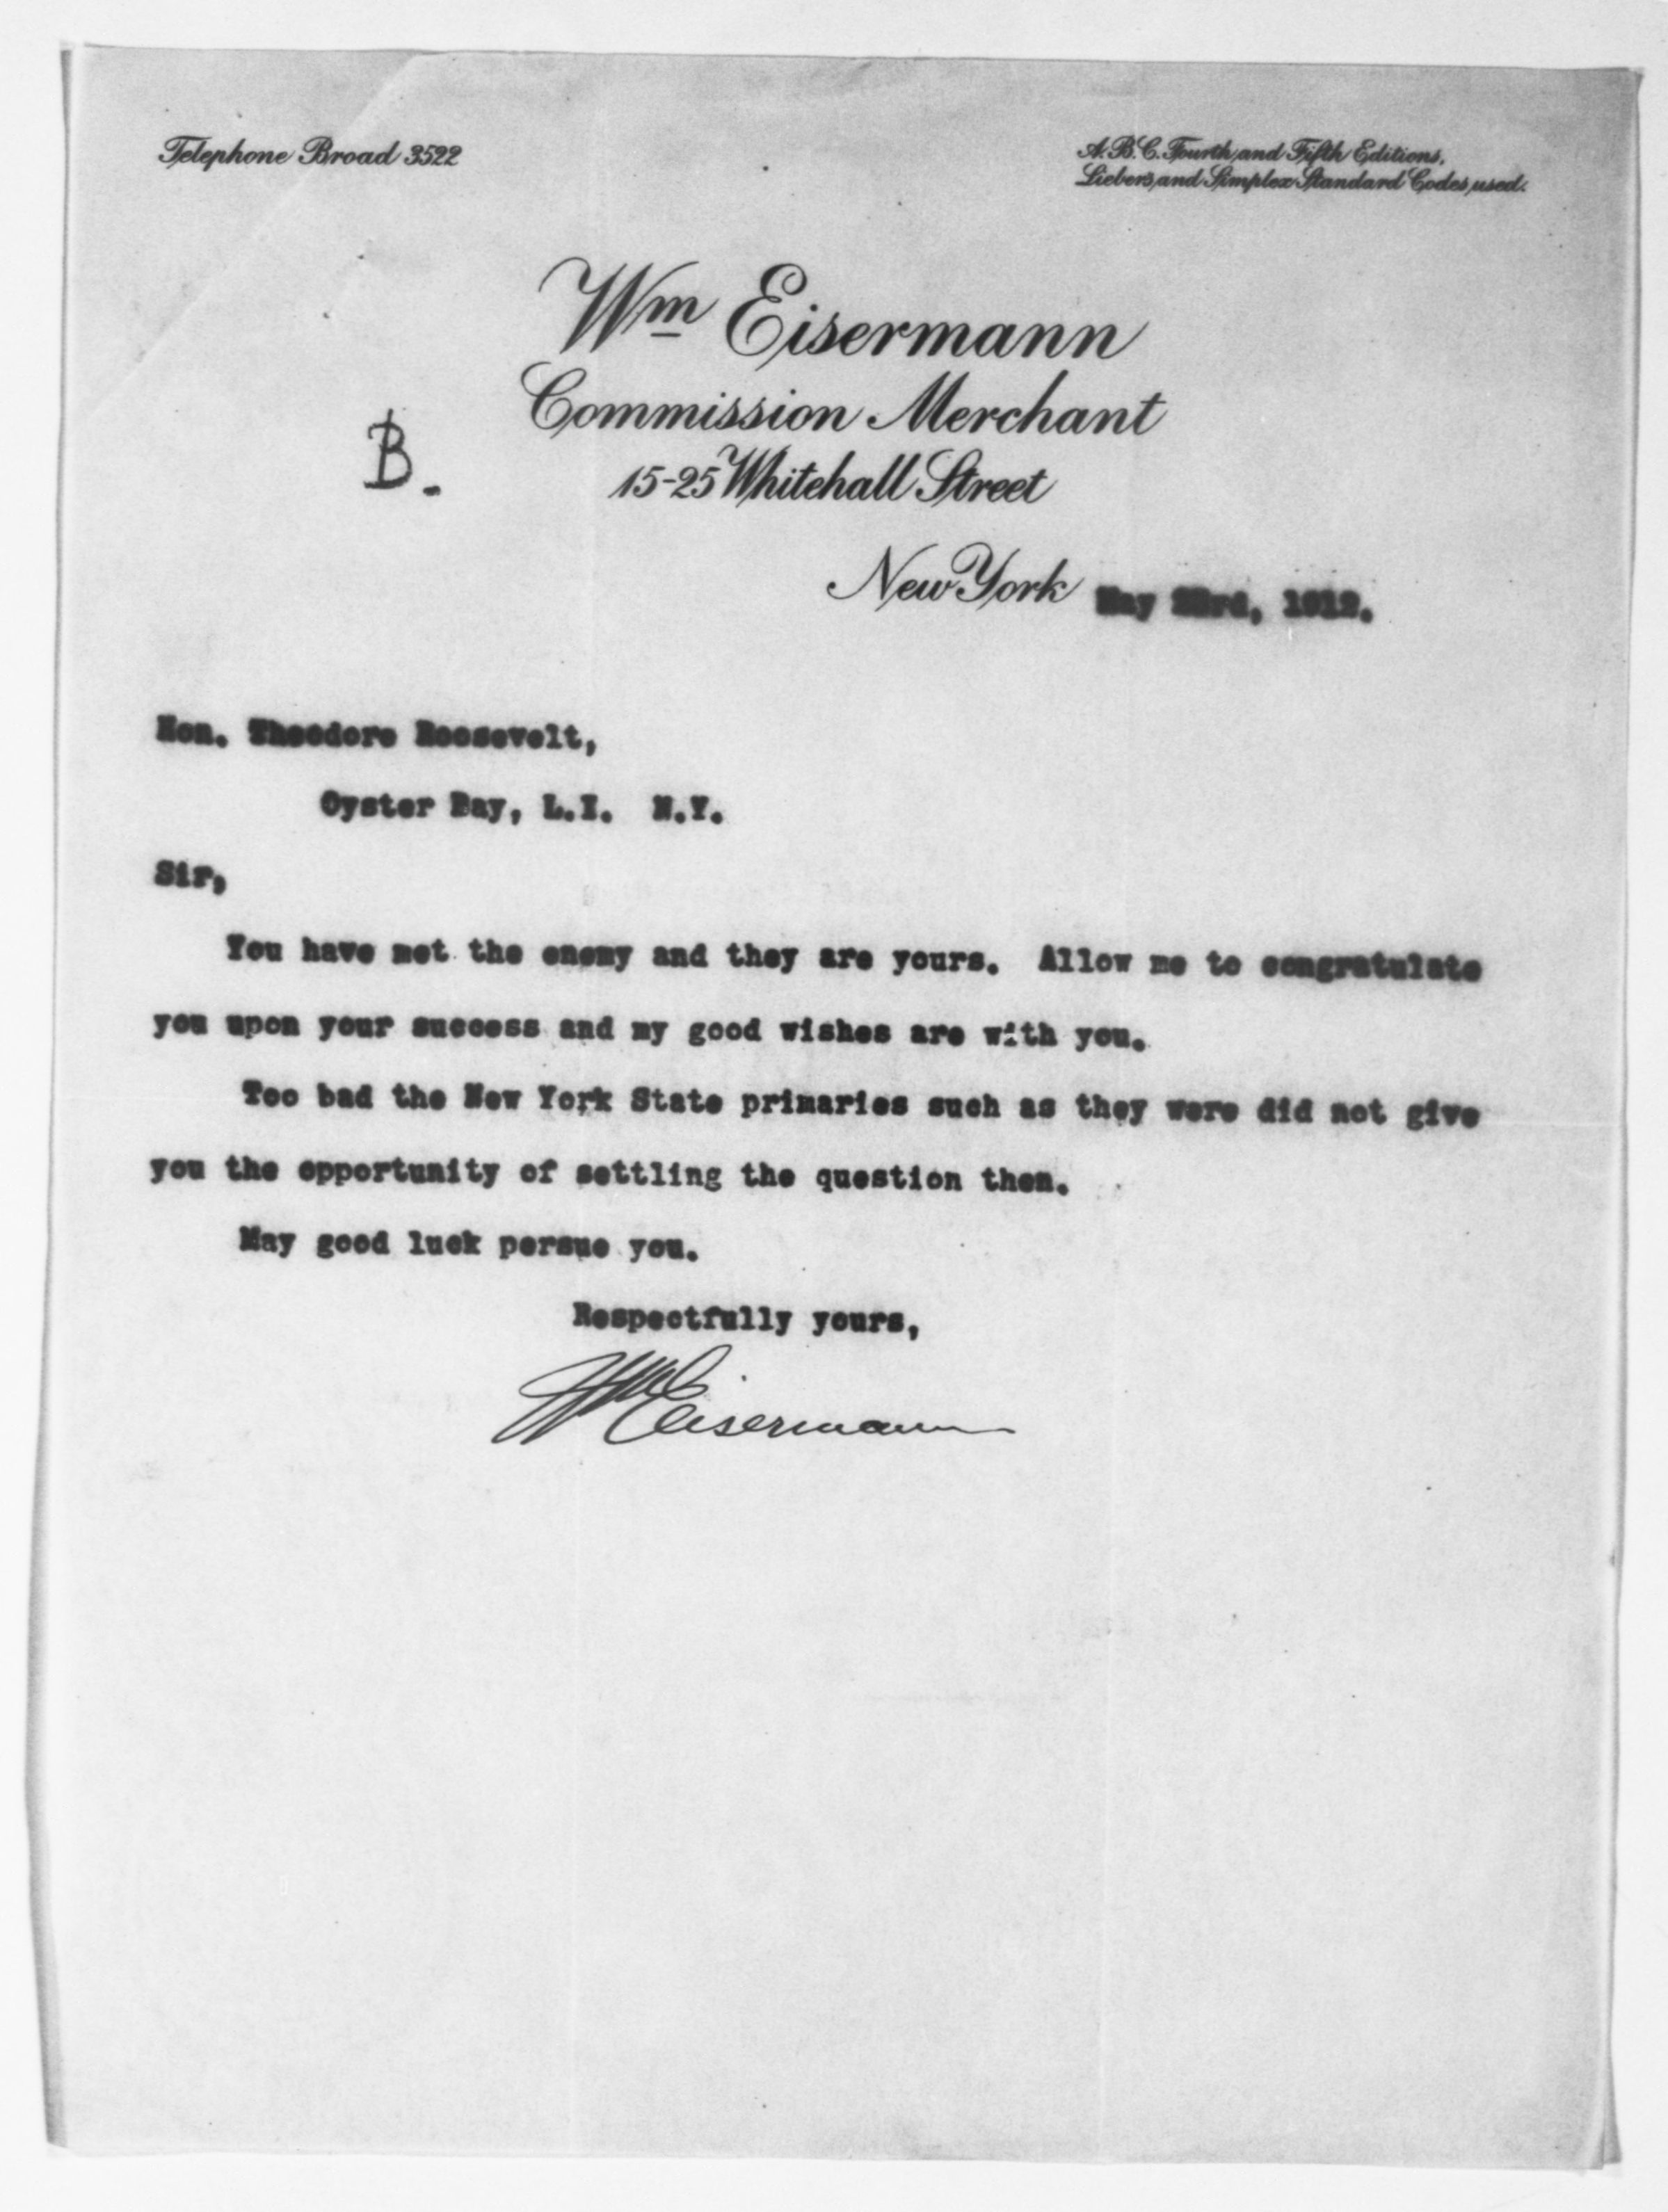 Telephone Broad 3522
A.B.C. Fourth and Fifth Editions,
Liebers and Simplex Standard Codes used.
Wm Eisermann
Commission Merchant
B.
15-25 Whitehall Street
New York May 23rd, 1912.
Hon. Theodore Roosevelt,
Oyster Bay, L.I. N.Y.
Sir,
You have met the enemy and they are yours. Allow me to congratulate
you upon your success and my good wishes are with you.
Too bad the New York State primaries such as they were did not give
you the opportunity of settling the question then.
May good luck persue you.
Respectfully yours,
Wm Eisermann